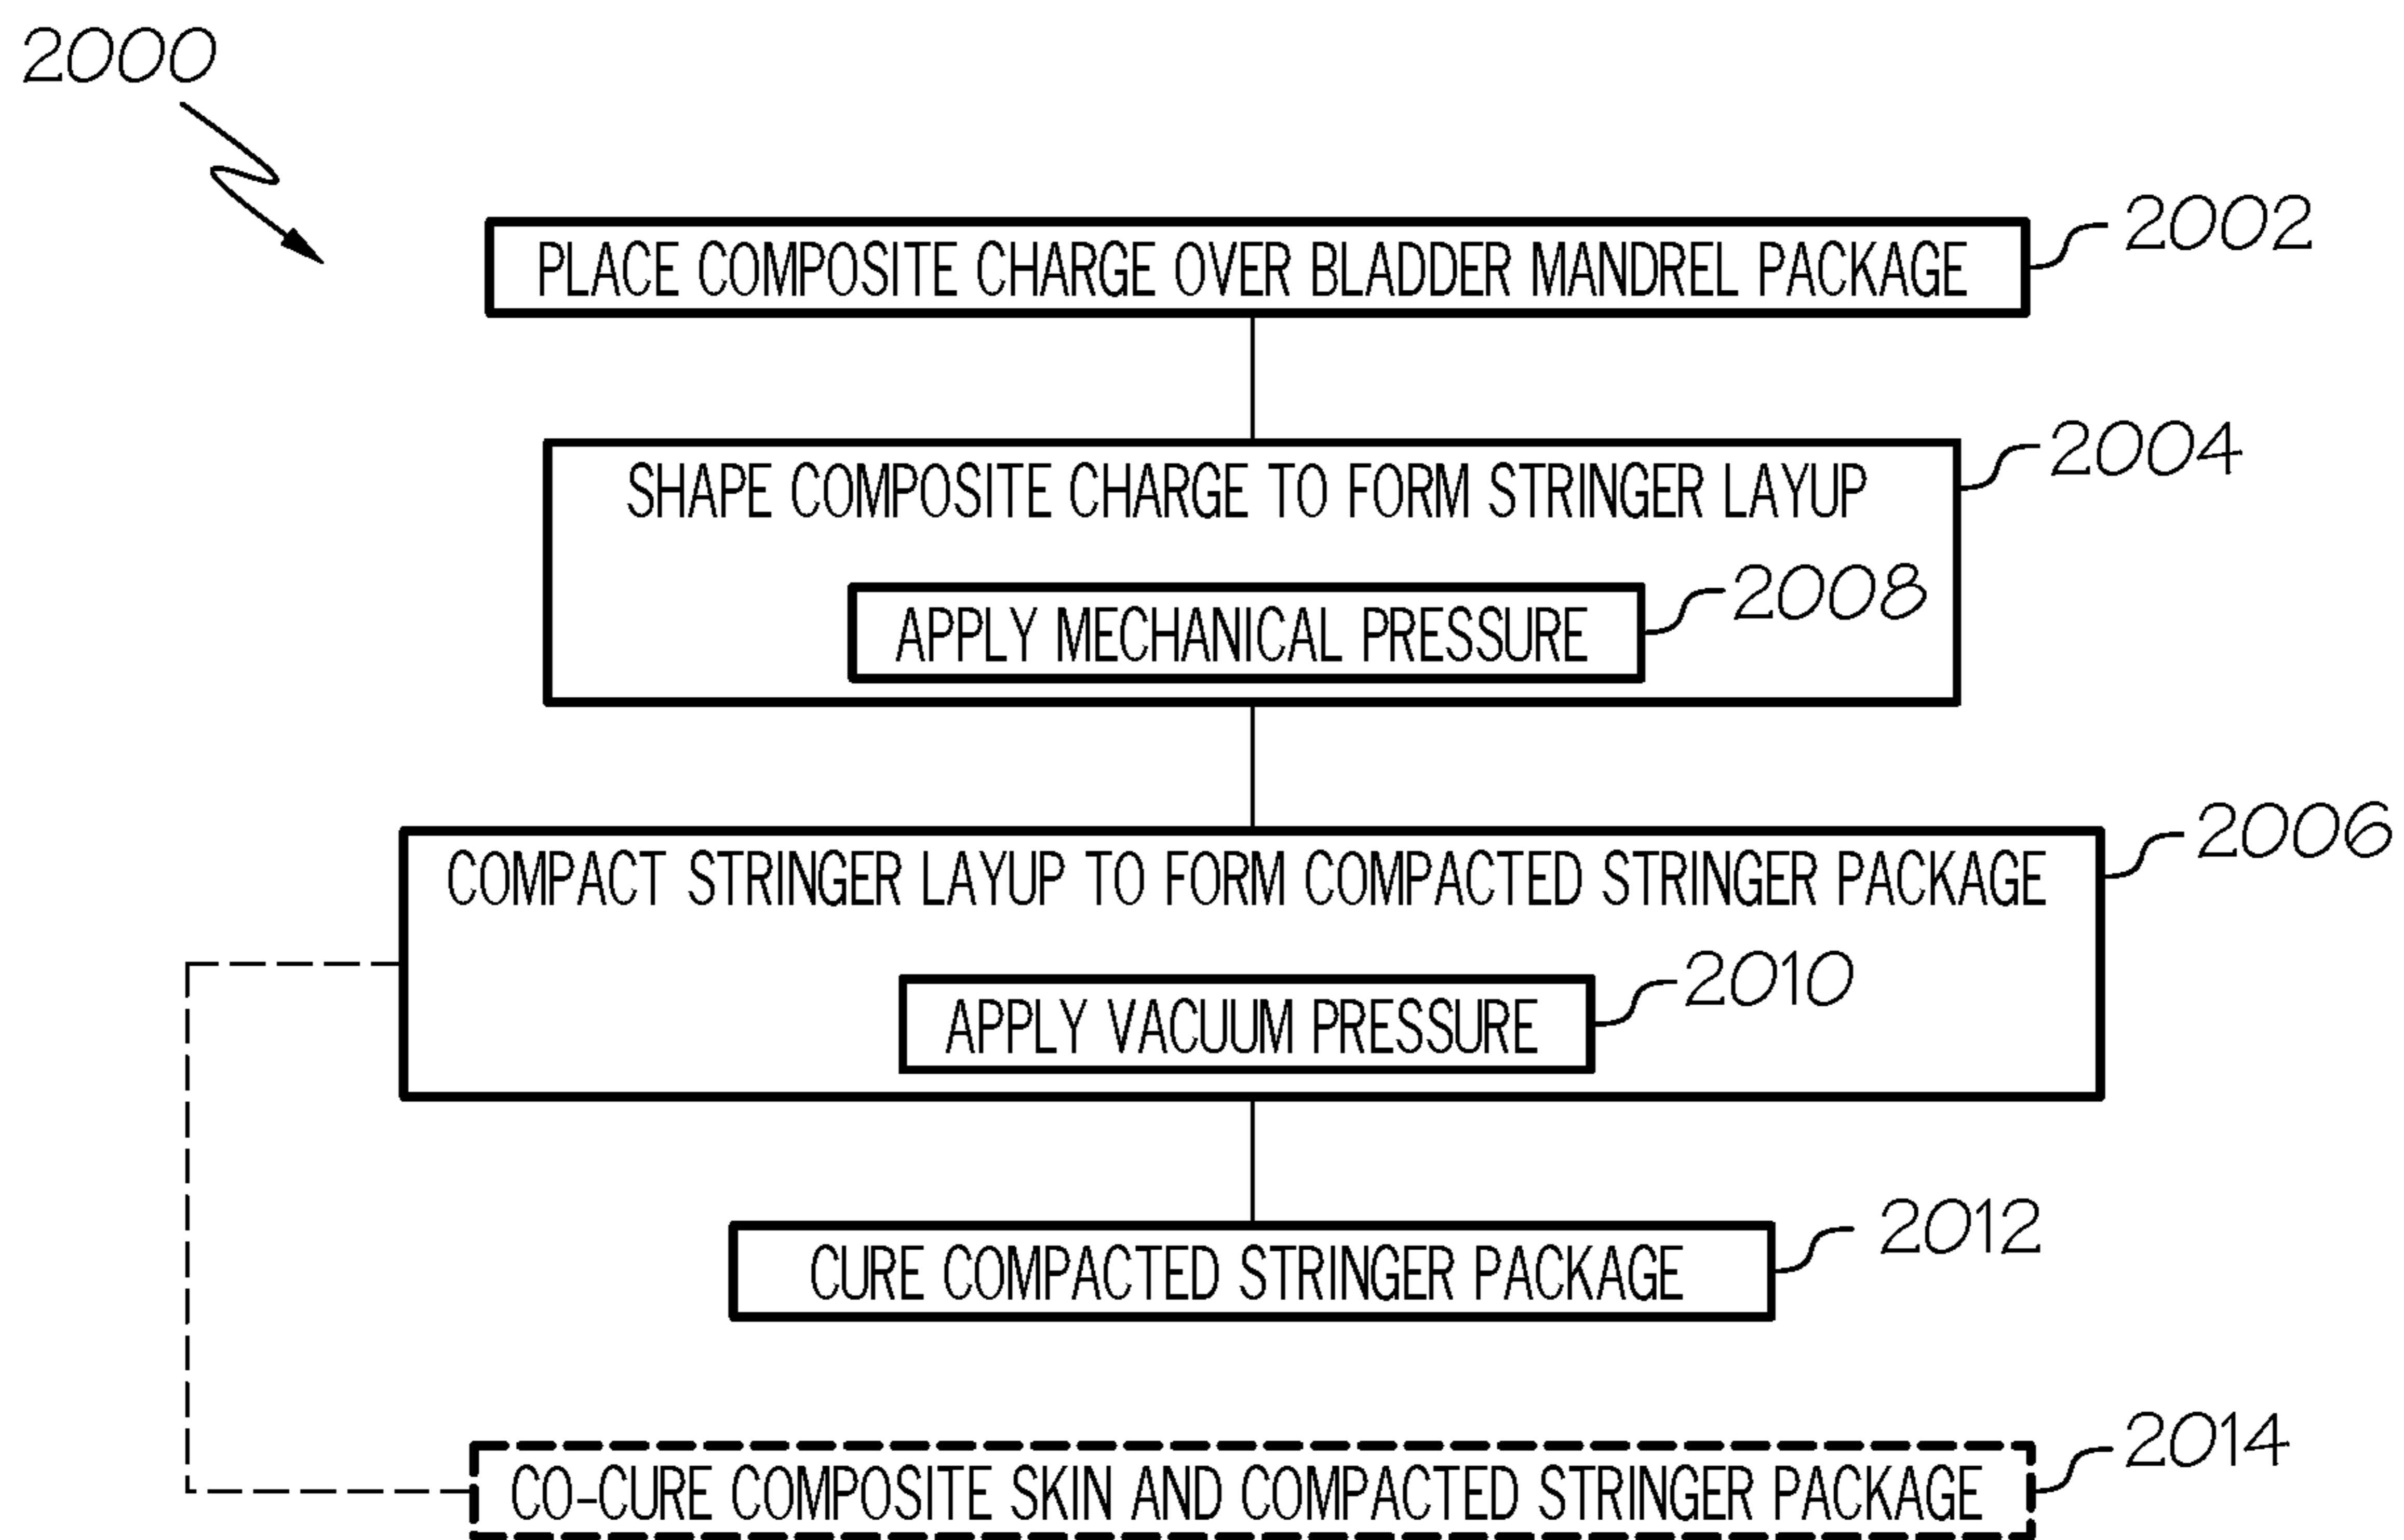 2000
PLACE COMPOSITE CHARGE OVER BLADDER MANDREL PACKAGE
2002
SHAPE COMPOSITE CHARGE TO FORM STRINGER LAYUP
2004
APPLY MECHANICAL PRESSURE
2008
COMPACT STRINGER LAYUP TO FORM COMPACTED STRINGER PACKAGE
2006
APPLY VACUUM PRESSURE
2010
CURE COMPACTED STRINGER PACKAGE
2012
CO-CURE COMPOSITE SKIN AND COMPACTED STRINGER PACKAGE
2014